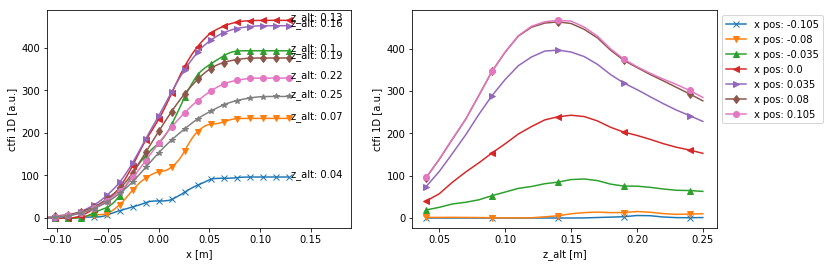 400
300
200
100
0
ctfi 1D [a.u.]
−0.10
−0.05
0.00
0.05
0.10
0.15
x [m]
z_alt: 0.13
z_alt: 0.16
z_alt: 0.1
z_alt: 0.19
z_alt: 0.22
z_alt: 0.25
z_alt: 0.07
z_alt: 0.04
400
300
200
100
0
ctfi 1D [a.u.]
0.05
0.10
0.15
0.20
0.25
z_alt [m]
x pos: -0.105
x pos: -0.08
x pos: -0.035
x pos: 0.0
x pos: 0.035
x pos: 0.08
x pos: 0.105